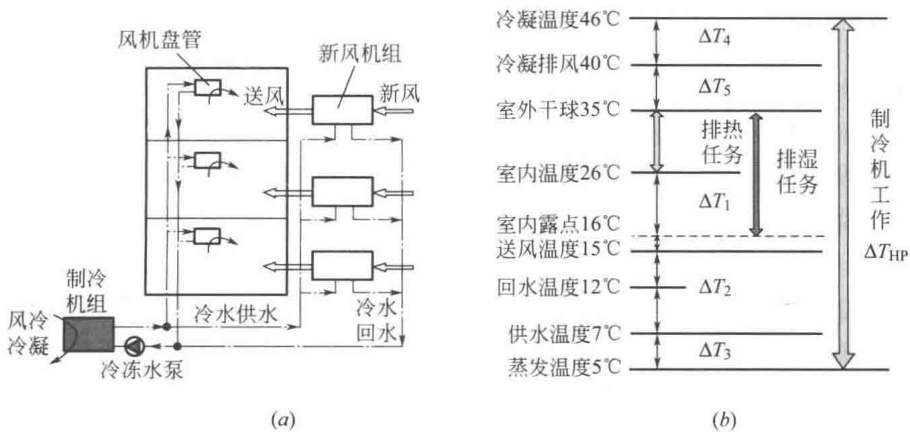 风机盘管
新风机组
送风
新风
制冷
机组
风冷
冷凝
冷水供水
冷水
回水
冷冻水泵
(a)
冷凝温度46℃
ΔT₄
冷凝排风40℃
ΔT₅
室外干球35℃
排热
任务
排湿
任务
制冷机工作
ΔT_HP
室内温度26℃
ΔT₁
室内露点16℃
送风温度15℃
回水温度12℃
ΔT₂
供水温度7℃
ΔT₃
蒸发温度5℃
(b)